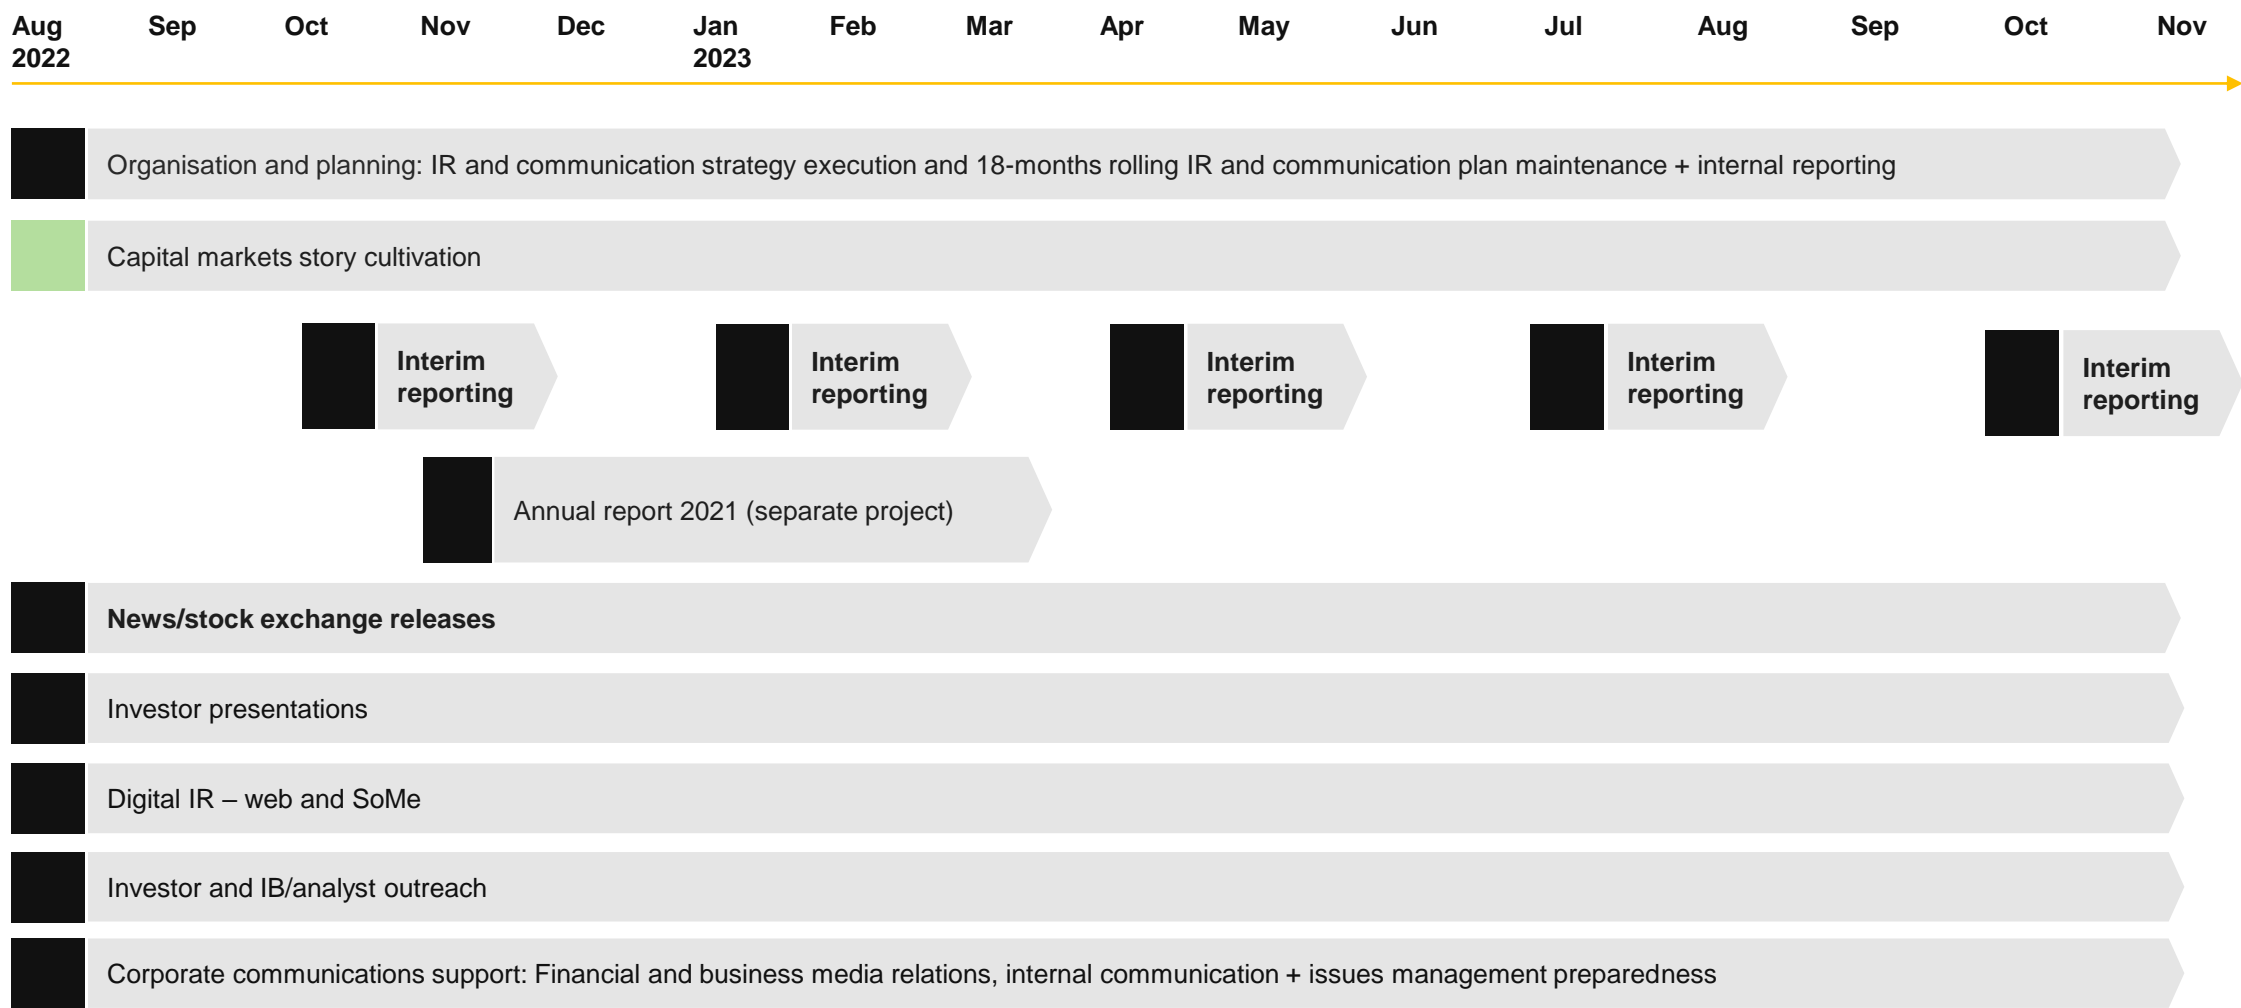 Aug Sep Oct Nov Dec Jan Feb Mar Apr May Jun Jul Aug Sep Oct Nov
2022 2023
Organisation and planning: IR and communication strategy execution and 18-months rolling IR and communication plan maintenance + internal reporting
Capital markets story cultivation
Interim
reporting
Interim
reporting
Interim
reporting
Interim
reporting
Interim
reporting
Annual report 2021 (separate project)
News/stock exchange releases
Investor presentations
Digital IR – web and SoMe
Investor and IB/analyst outreach
Corporate communications support: Financial and business media relations, internal communication + issues management preparedness